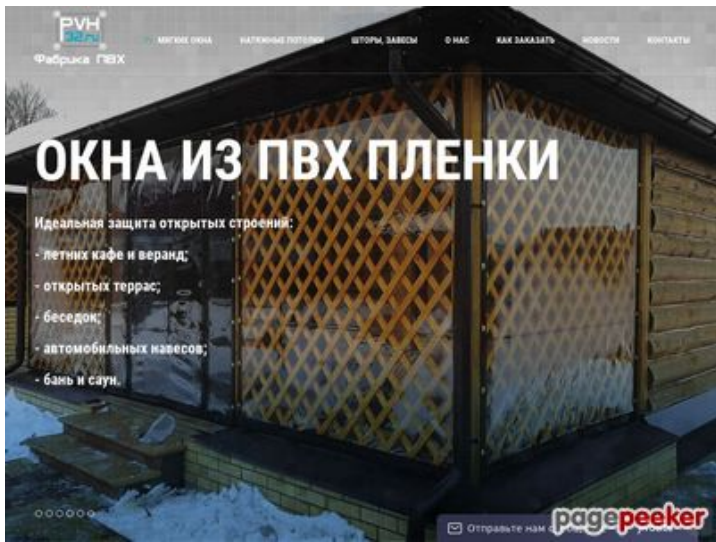 PVH
32.ru
Фабрика ПВХ
МЯГКИЕ ОКНА
НАТЯЖНЫЕ ПОТОЛКИ
ШТОРЫ, ЗАВЕСЫ
О НАС
КАК ЗАКАЗАТЬ
НОВОСТИ
КОНТАКТЫ
ОКНА ИЗ ПВХ ПЛЕНКИ
Идеальная защита открытых строений:
- летних кафе и веранд;
- открытых террас;
- беседок;
- автомобильных навесов;
- бань и саун.
Отправьте нам
pagepeeker